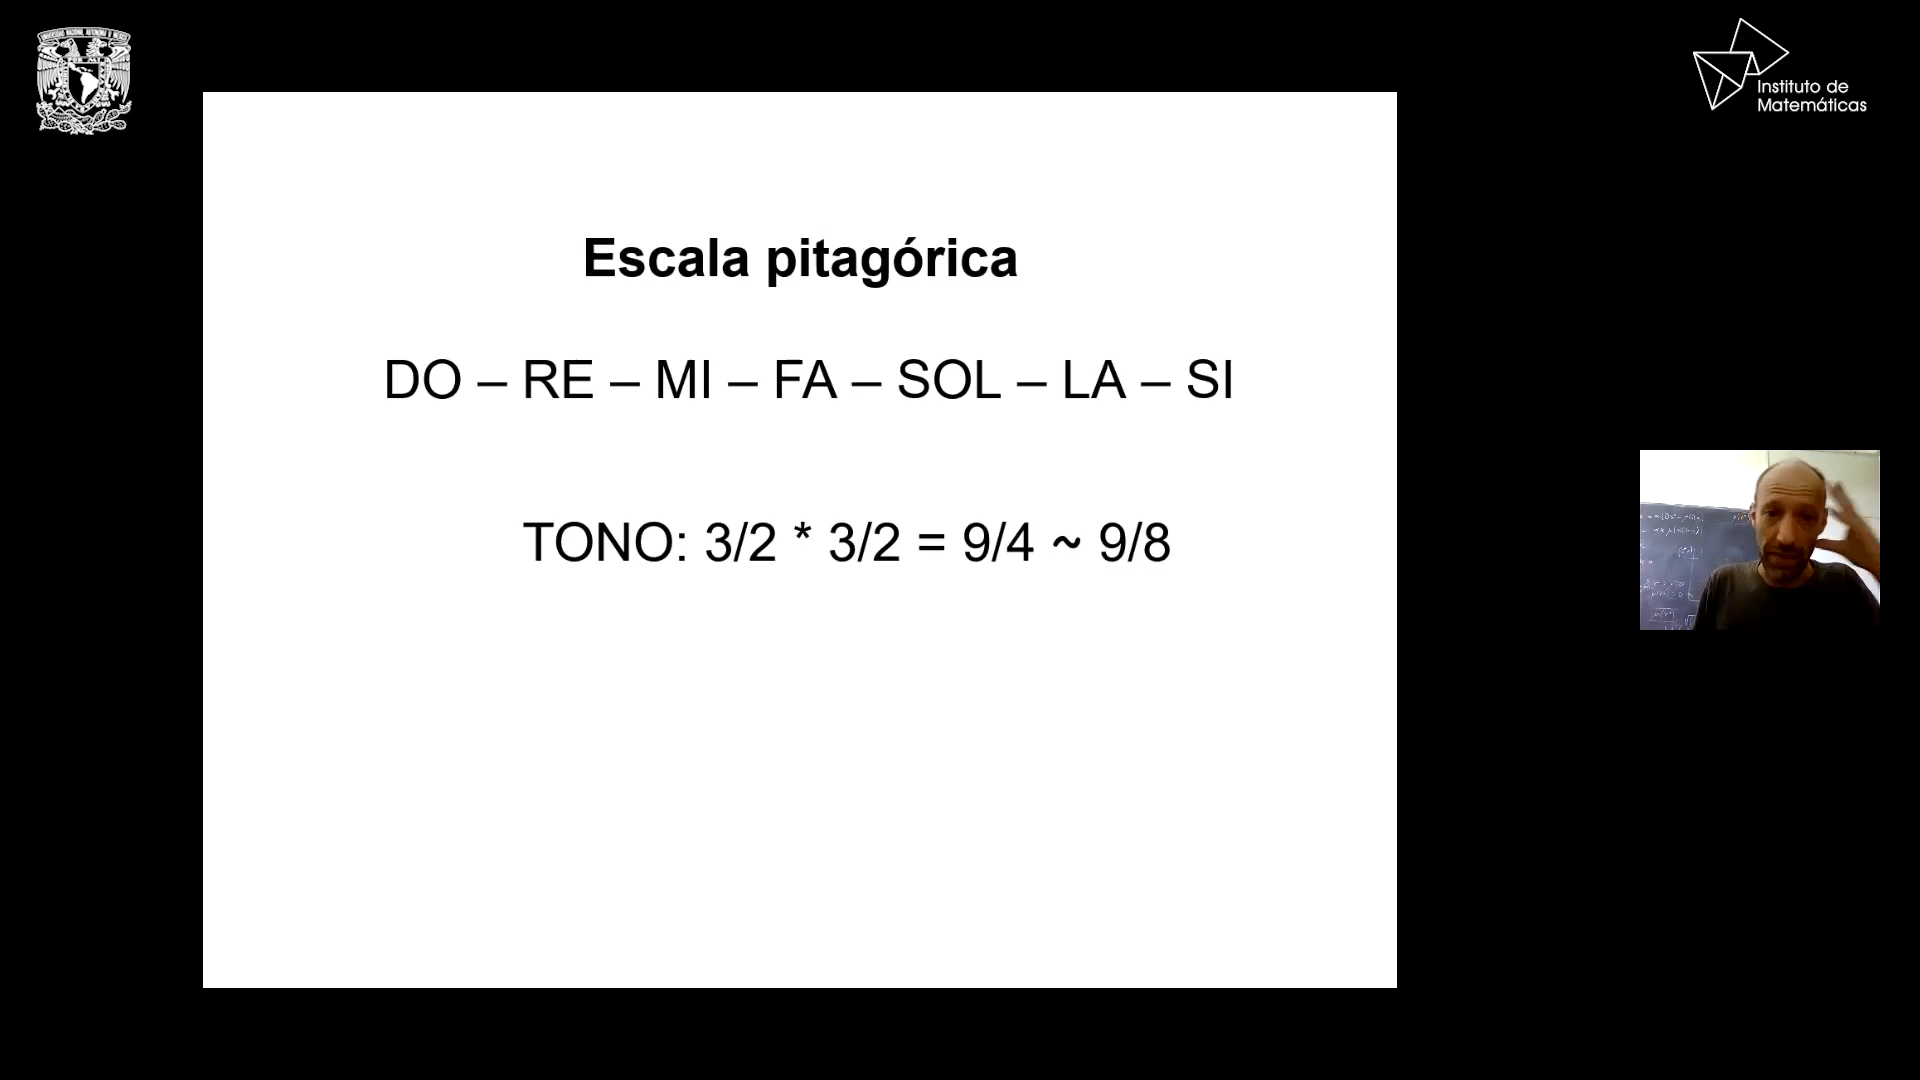 Instituto de
Matemáticas
Escala pitagórica
DO – RE – MI – FA – SOL – LA – SI
TONO: 3/2 * 3/2 = 9/4 ~ 9/8